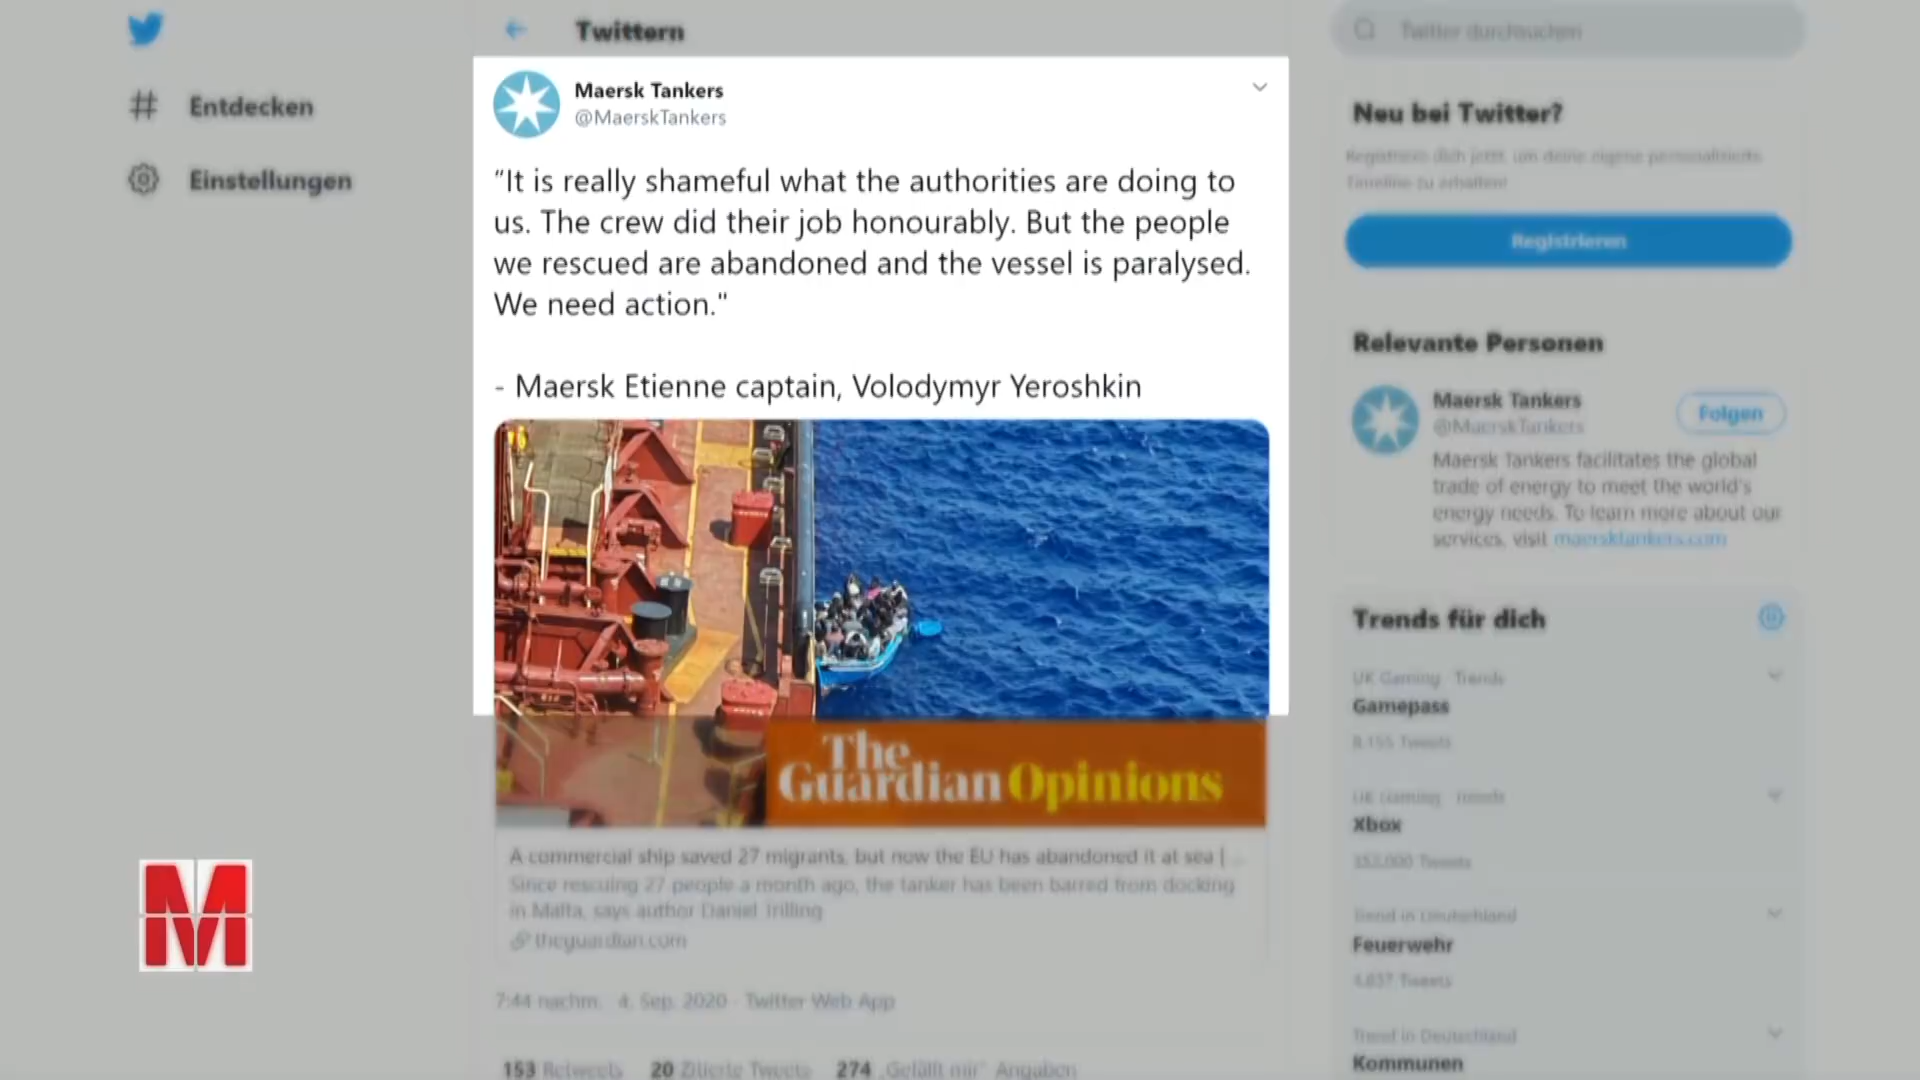 Twittern
Twitter durchsuchen
Maersk Tankers
@MaerskTankers
Entdecken
Neu bei Twitter?
Registriere dich jetzt, um deine eigene personalisierte
Timeline zu erhalten!
Einstellungen
“It is really shameful what the authorities are doing to
us. The crew did their job honourably. But the people
we rescued are abandoned and the vessel is paralysed.
We need action."
- Maersk Etienne captain, Volodymyr Yeroshkin
Registrieren
Relevante Personen
Maersk Tankers
@MaerskTankers
Folgen
Maersk Tankers facilitates the global
trade of energy to meet the world's
energy needs. To learn more about our
services, visit maersktankers.com
Trends für dich
UK Gaming · Trends
Gamepass
8.155 Tweets
UK Gaming · Trends
Xbox
353.000 Tweets
Trend in Deutschland
Feuerwehr
4.837 Tweets
Trend in Deutschland
Kommunen
The
Guardian Opinions
A commercial ship saved 27 migrants, but now the EU has abandoned it at sea | ...
Since rescuing 27 people a month ago, the tanker has been barred from docking
in Malta, says author Daniel Trilling
theguardian.com
7:44 nachm. · 4. Sep. 2020 · Twitter Web App
153 Retweets 20 Zitierte Tweets 274 „Gefällt mir“-Angaben
M